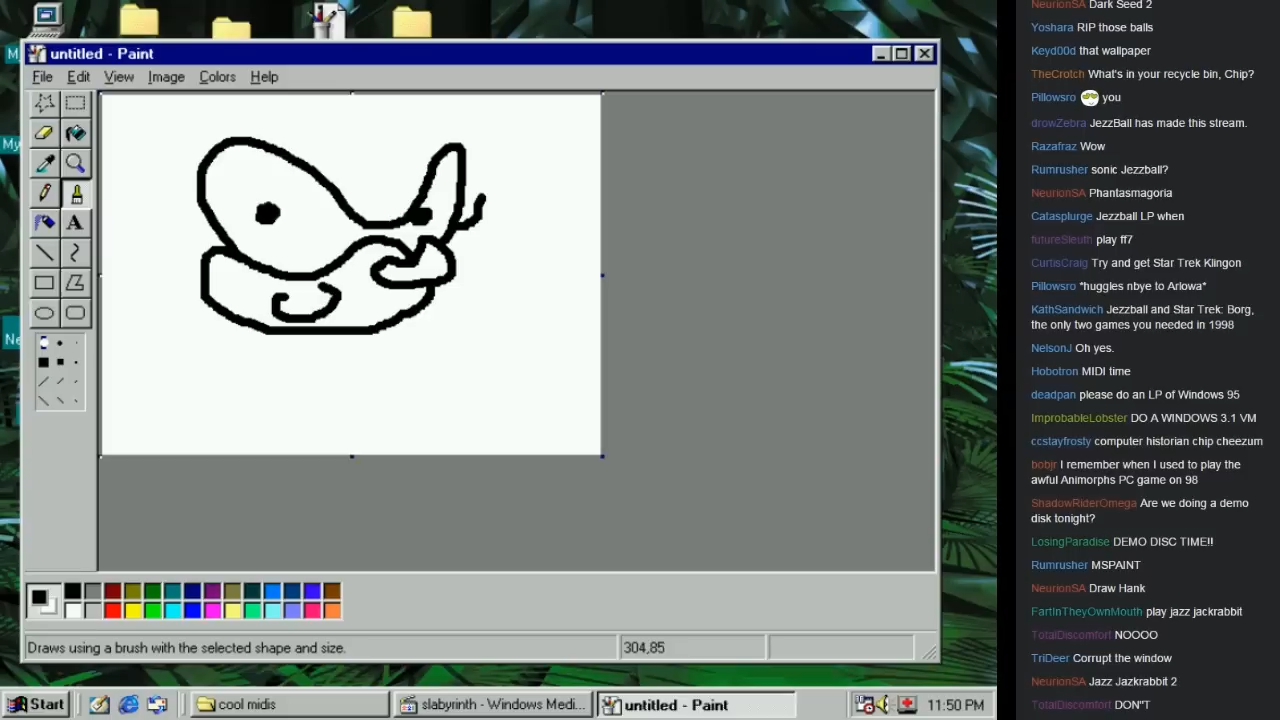 untitled - Paint
File Edit View Image Colors Help
A
Draws using a brush with the selected shape and size.
304,85
Start
cool midis
slabyrinth - Windows Medi...
untitled - Paint
11:50 PM
NeurionSA Dark Seed 2
Yoshara RIP those balls
Keyd00d that wallpaper
TheCrotch What's in your recycle bin, Chip?
Pillowsro you
drowZebra JezzBall has made this stream.
Razafraz Wow
Rumrusher sonic Jezzball?
NeurionSA Phantasmagoria
Catasplurge Jezzball LP when
futureSleuth play ff7
CurtisCraig Try and get Star Trek Klingon
Pillowsro *huggles nbye to Arlowa*
KathSandwich Jezzball and Star Trek: Borg,
the only two games you needed in 1998
NelsonJ Oh yes.
Hobotron MIDI time
deadpan please do an LP of Windows 95
ImprobableLobster DO A WINDOWS 3.1 VM
ccstayfrosty computer historian chip cheezum
bobjr I remember when I used to play the
awful Animorphs PC game on 98
ShadowRiderOmega Are we doing a demo
disk tonight?
LosingParadise DEMO DISC TIME!!
Rumrusher MSPAINT
NeurionSA Draw Hank
FartInTheyOwnMouth play jazz jackrabbit
TotalDiscomfort NOOOO
TriDeer Corrupt the window
NeurionSA Jazz Jazkrabbit 2
TotalDiscomfort DON"T